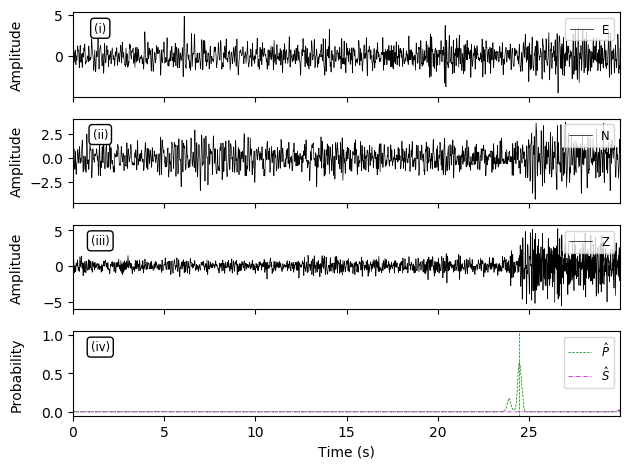 (i)
E
5
0
Amplitude
(ii)
N
2.5
0.0
−2.5
Amplitude
(iii)
Z
5
0
−5
Amplitude
(iv)
P̂
Ŝ
1.0
0.5
0.0
Probability
0 5 10 15 20 25
Time (s)